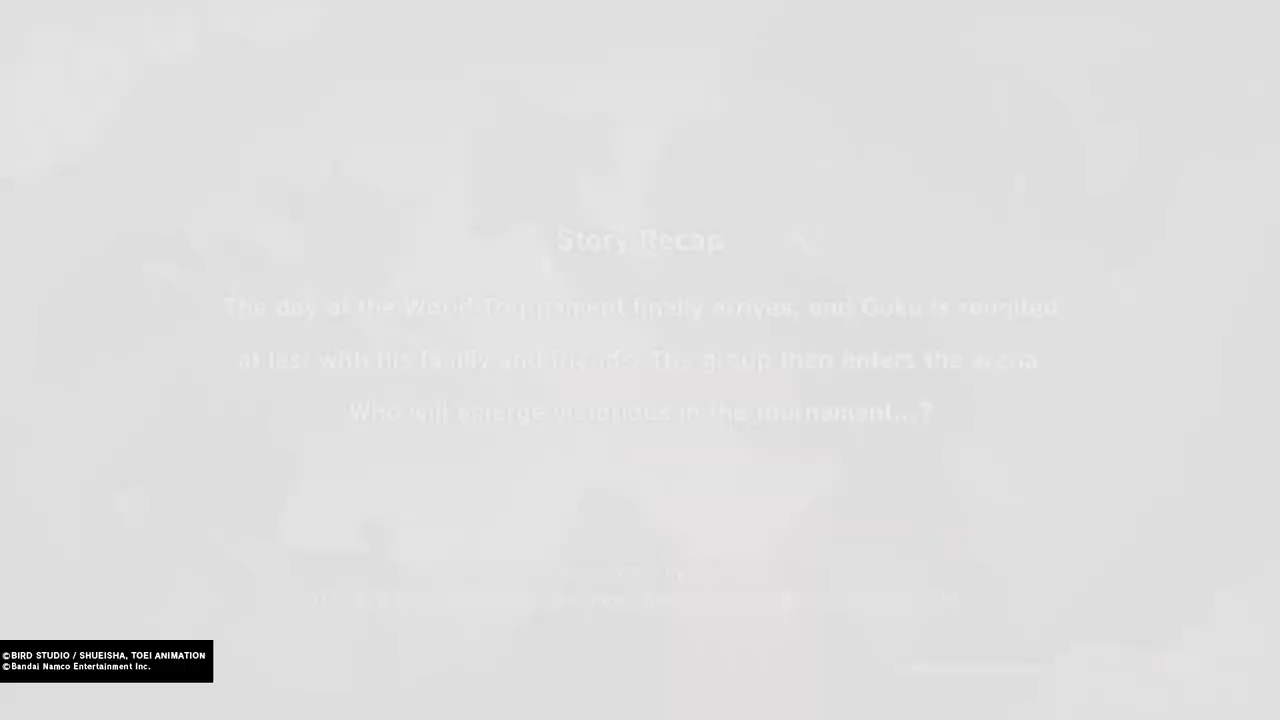 Story Recap
The day of the World Tournament finally arrives, and Goku is reunited
at last with his family and friends. The group then enters the arena.
Who will emerge victorious in the tournament...?
©BIRD STUDIO / SHUEISHA, TOEI ANIMATION
©Bandai Namco Entertainment Inc.